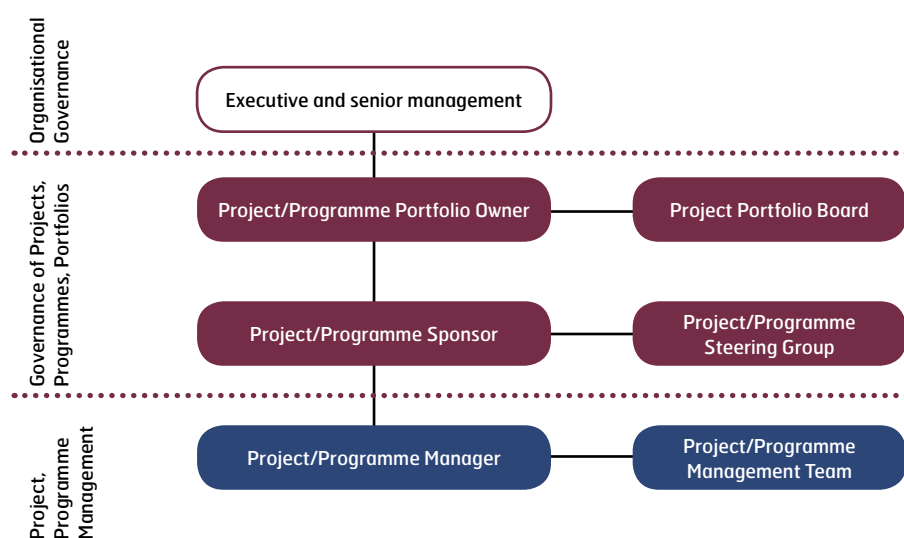 Organisational
Governance
Executive and senior management
Governance of Projects,
Programmes, Portfolios
Project/Programme Portfolio Owner
Project Portfolio Board
Project/Programme Sponsor
Project/Programme
Steering Group
Project,
Programme
Management
Project/Programme Manager
Project/Programme
Management Team